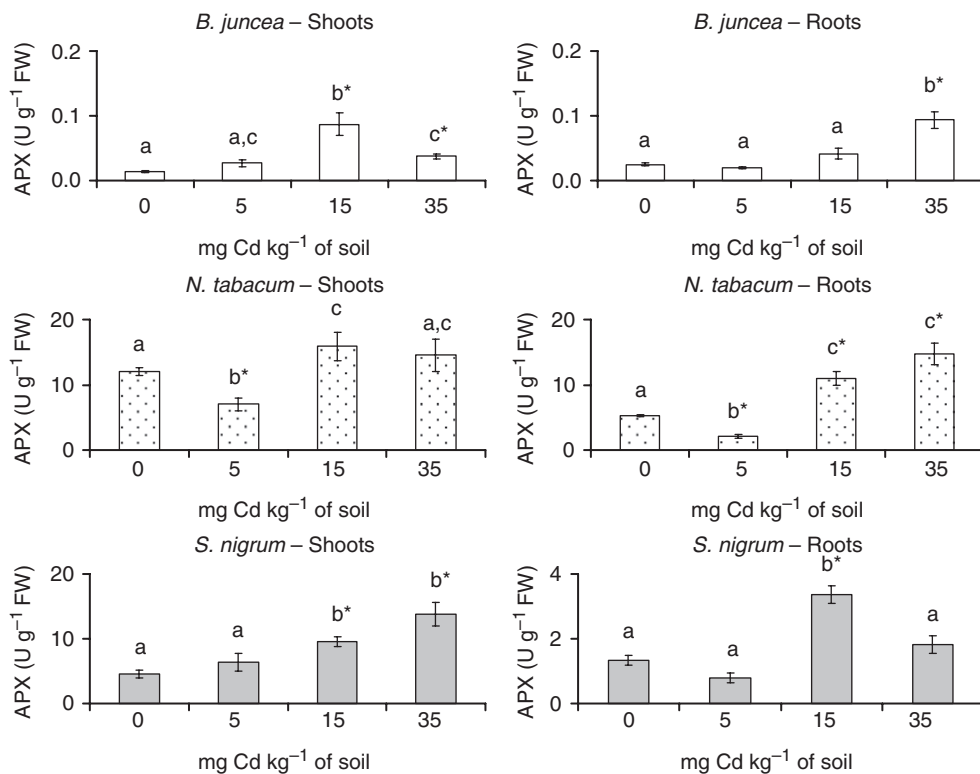 B. juncea – Shoots
APX (U g⁻¹ FW)
0.2
0.1
0.0
a
a,c
b*
c*
0 5 15 35
mg Cd kg⁻¹ of soil
B. juncea – Roots
APX (U g⁻¹ FW)
0.2
0.1
0.0
a
a
a
b*
0 5 15 35
mg Cd kg⁻¹ of soil
N. tabacum – Shoots
APX (U g⁻¹ FW)
20
10
0
a
b*
c
a,c
0 5 15 35
mg Cd kg⁻¹ of soil
N. tabacum – Roots
APX (U g⁻¹ FW)
20
10
0
a
b*
c*
c*
0 5 15 35
mg Cd kg⁻¹ of soil
S. nigrum – Shoots
APX (U g⁻¹ FW)
20
10
0
a
a
b*
b*
0 5 15 35
mg Cd kg⁻¹ of soil
S. nigrum – Roots
APX (U g⁻¹ FW)
4
2
0
a
a
b*
a
0 5 15 35
mg Cd kg⁻¹ of soil